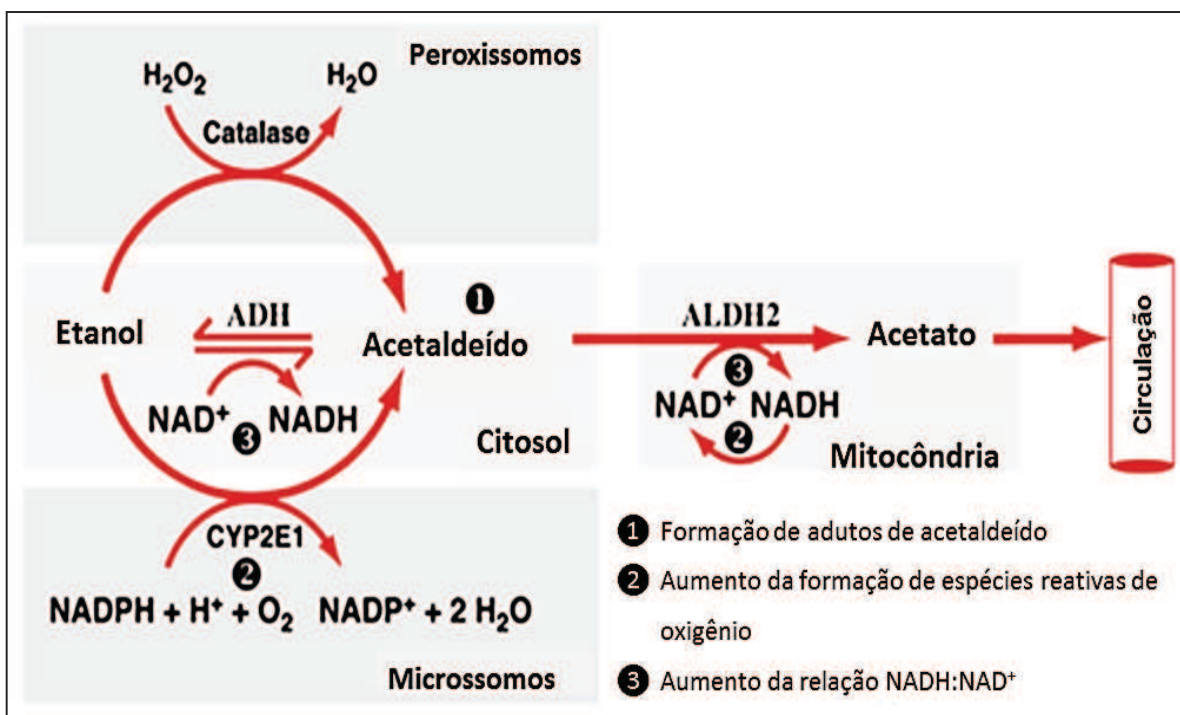 Peroxissomos
H₂O₂ H₂O
Catalase
Etanol ADH Acetaldeído ❶ ALDH2 Acetato Circulação
NAD⁺ ❸ NADH
Citosol
❸
NAD⁺ NADH
❷
Mitocôndria
CYP2E1
❷
NADPH + H⁺ + O₂ NADP⁺ + 2 H₂O
Microssomos
❶ Formação de adutos de acetaldeído
❷ Aumento da formação de espécies reativas de
oxigênio
❸ Aumento da relação NADH:NAD⁺